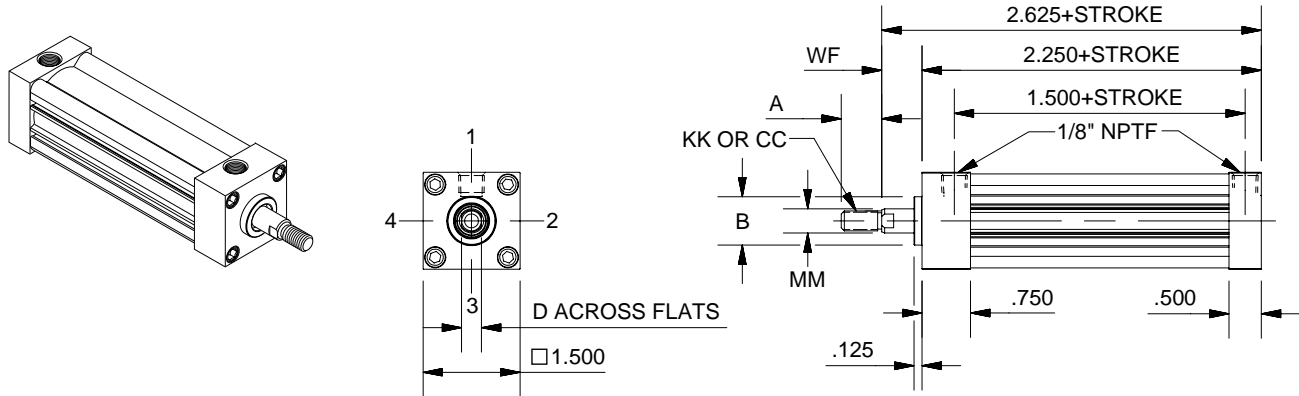 2.625+STROKE
WF
2.250+STROKE
A
1.500+STROKE
KK OR CC
1/8" NPTF
1
4
2
B
3
MM
D ACROSS FLATS
.750
.500
□1.500
.125